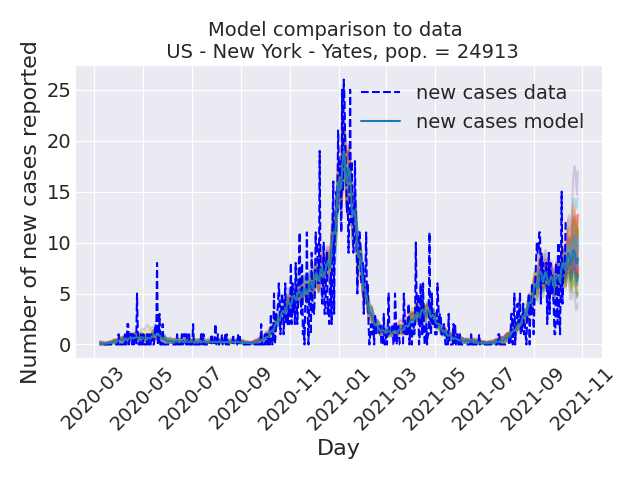 Model comparison to data
US - New York - Yates, pop. = 24913
Number of new cases reported
25
20
15
10
5
0
new cases data
new cases model
2020-03
2020-05
2020-07
2020-09
2020-11
2021-01
2021-03
2021-05
2021-07
2021-09
2021-11
Day